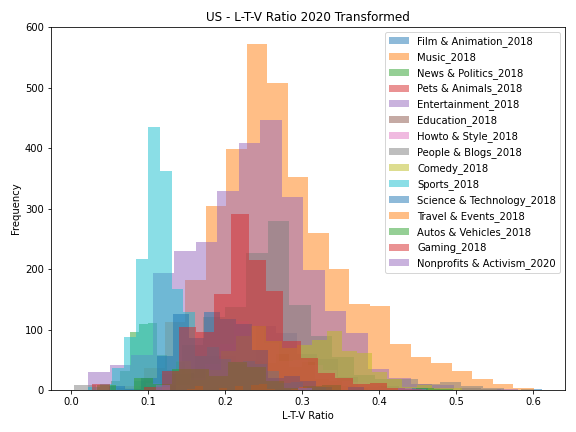 US - L-T-V Ratio 2020 Transformed
600
500
400
300
200
100
0
Frequency
Film & Animation_2018
Music_2018
News & Politics_2018
Pets & Animals_2018
Entertainment_2018
Education_2018
Howto & Style_2018
People & Blogs_2018
Comedy_2018
Sports_2018
Science & Technology_2018
Travel & Events_2018
Autos & Vehicles_2018
Gaming_2018
Nonprofits & Activism_2020
0.0 0.1 0.2 0.3 0.4 0.5 0.6
L-T-V Ratio